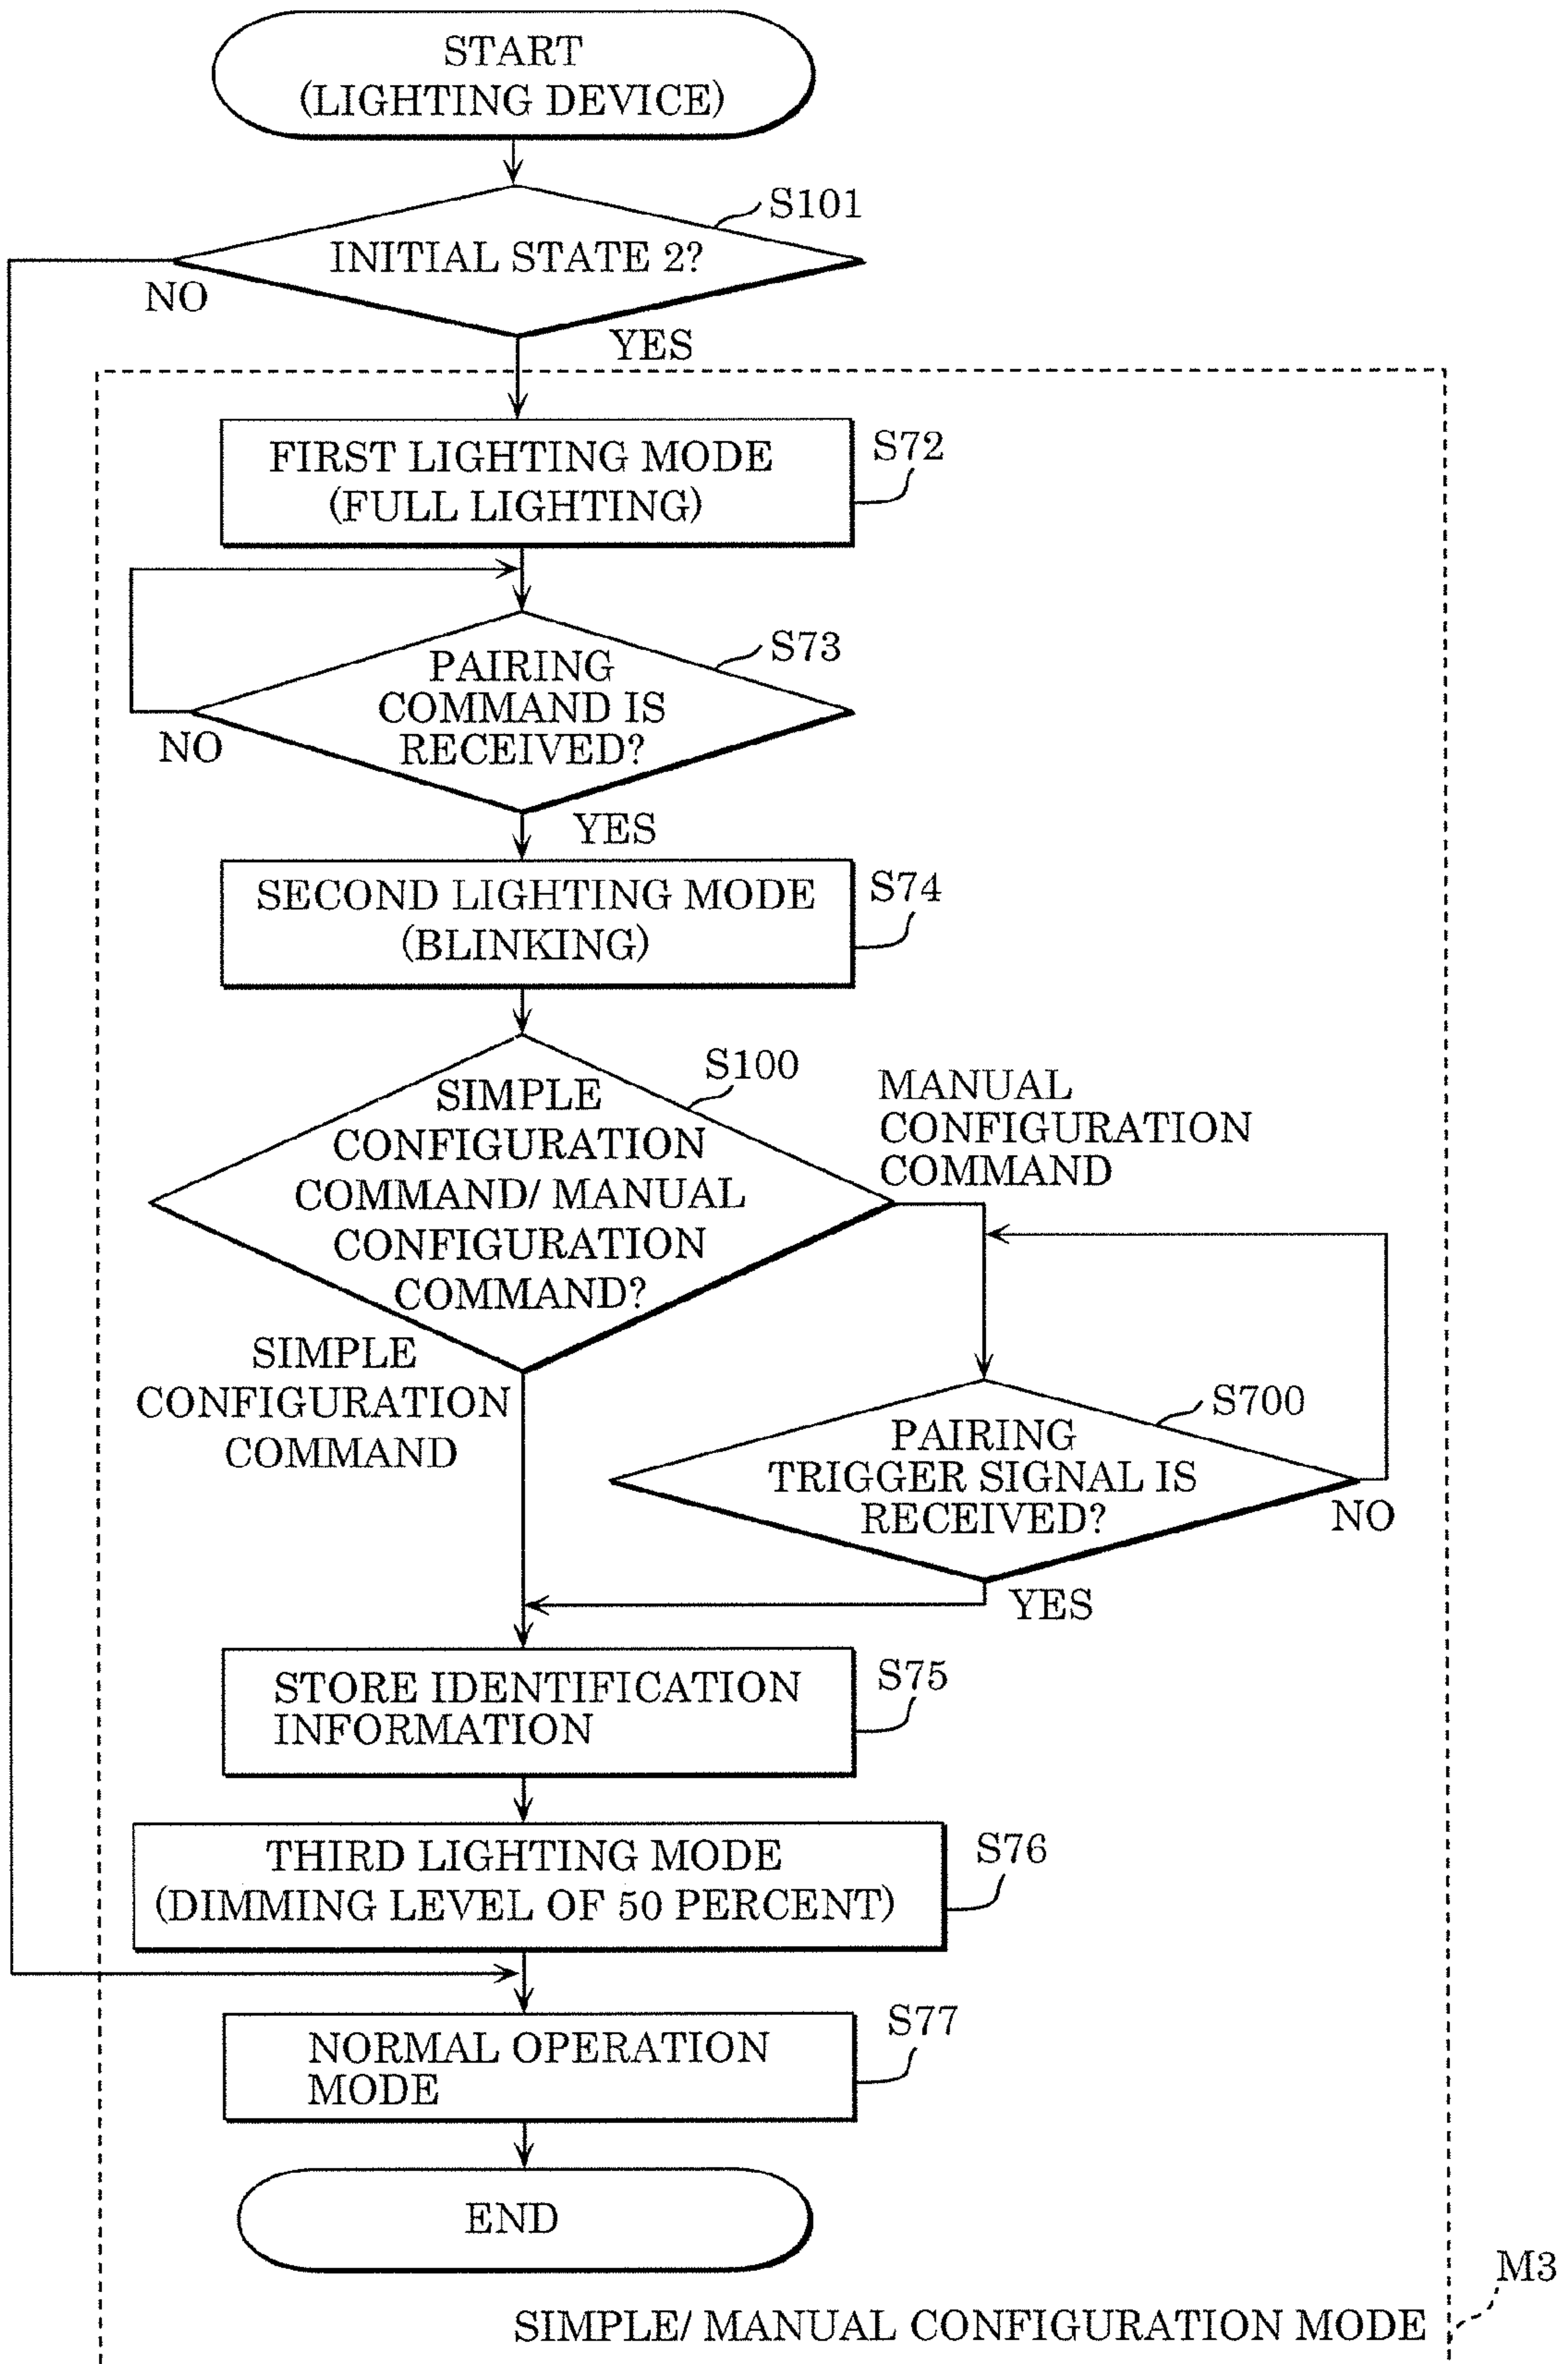 START
(LIGHTING DEVICE)
S101
INITIAL STATE 2?
NO
YES
FIRST LIGHTING MODE
(FULL LIGHTING)
S72
S73
PAIRING
COMMAND IS
RECEIVED?
NO
YES
SECOND LIGHTING MODE
(BLINKING)
S74
S100
SIMPLE
CONFIGURATION
COMMAND/ MANUAL
CONFIGURATION
COMMAND?
MANUAL
CONFIGURATION
COMMAND
SIMPLE
CONFIGURATION
COMMAND
S700
PAIRING
TRIGGER SIGNAL IS
RECEIVED?
NO
YES
STORE IDENTIFICATION
INFORMATION
S75
THIRD LIGHTING MODE
(DIMMING LEVEL OF 50 PERCENT)
S76
NORMAL OPERATION
MODE
S77
END
M3
SIMPLE/ MANUAL CONFIGURATION MODE